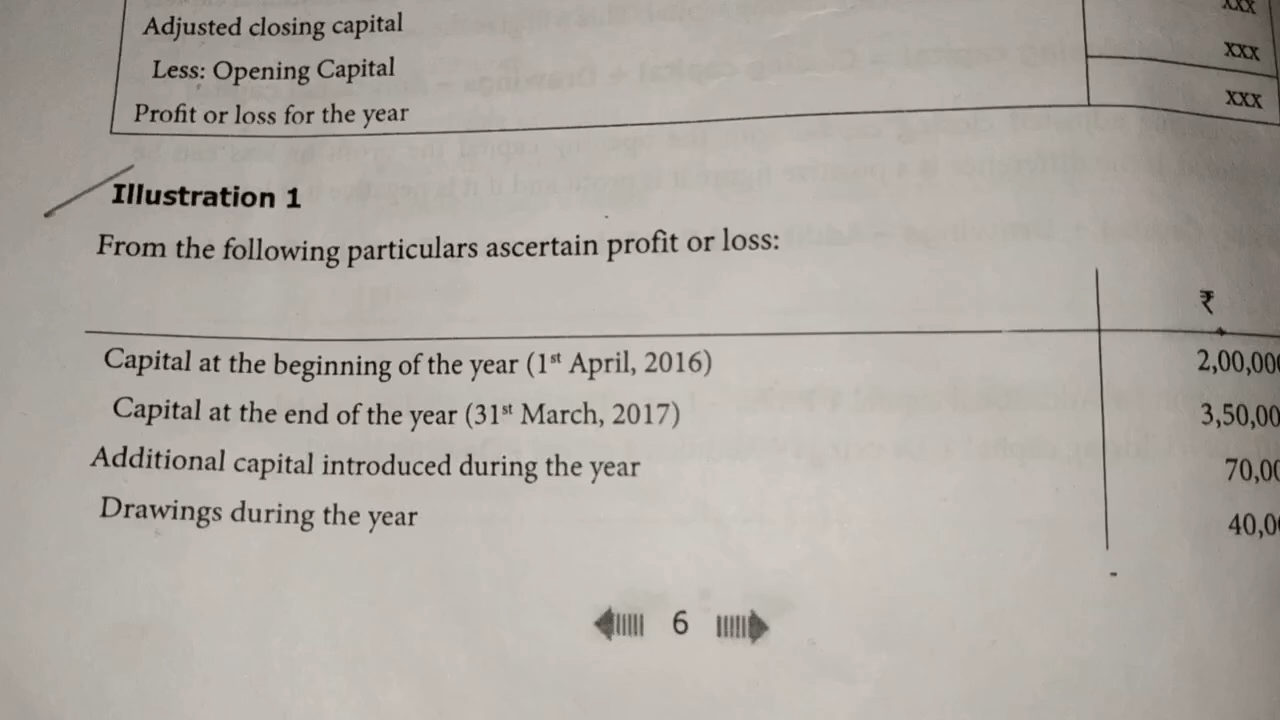 XXX
Adjusted closing capital
Less: Opening Capital XXX
Profit or loss for the year XXX
Illustration 1
From the following particulars ascertain profit or loss:
₹
Capital at the beginning of the year (1st April, 2016) 2,00,000
Capital at the end of the year (31st March, 2017) 3,50,00
Additional capital introduced during the year 70,00
Drawings during the year 40,0
6